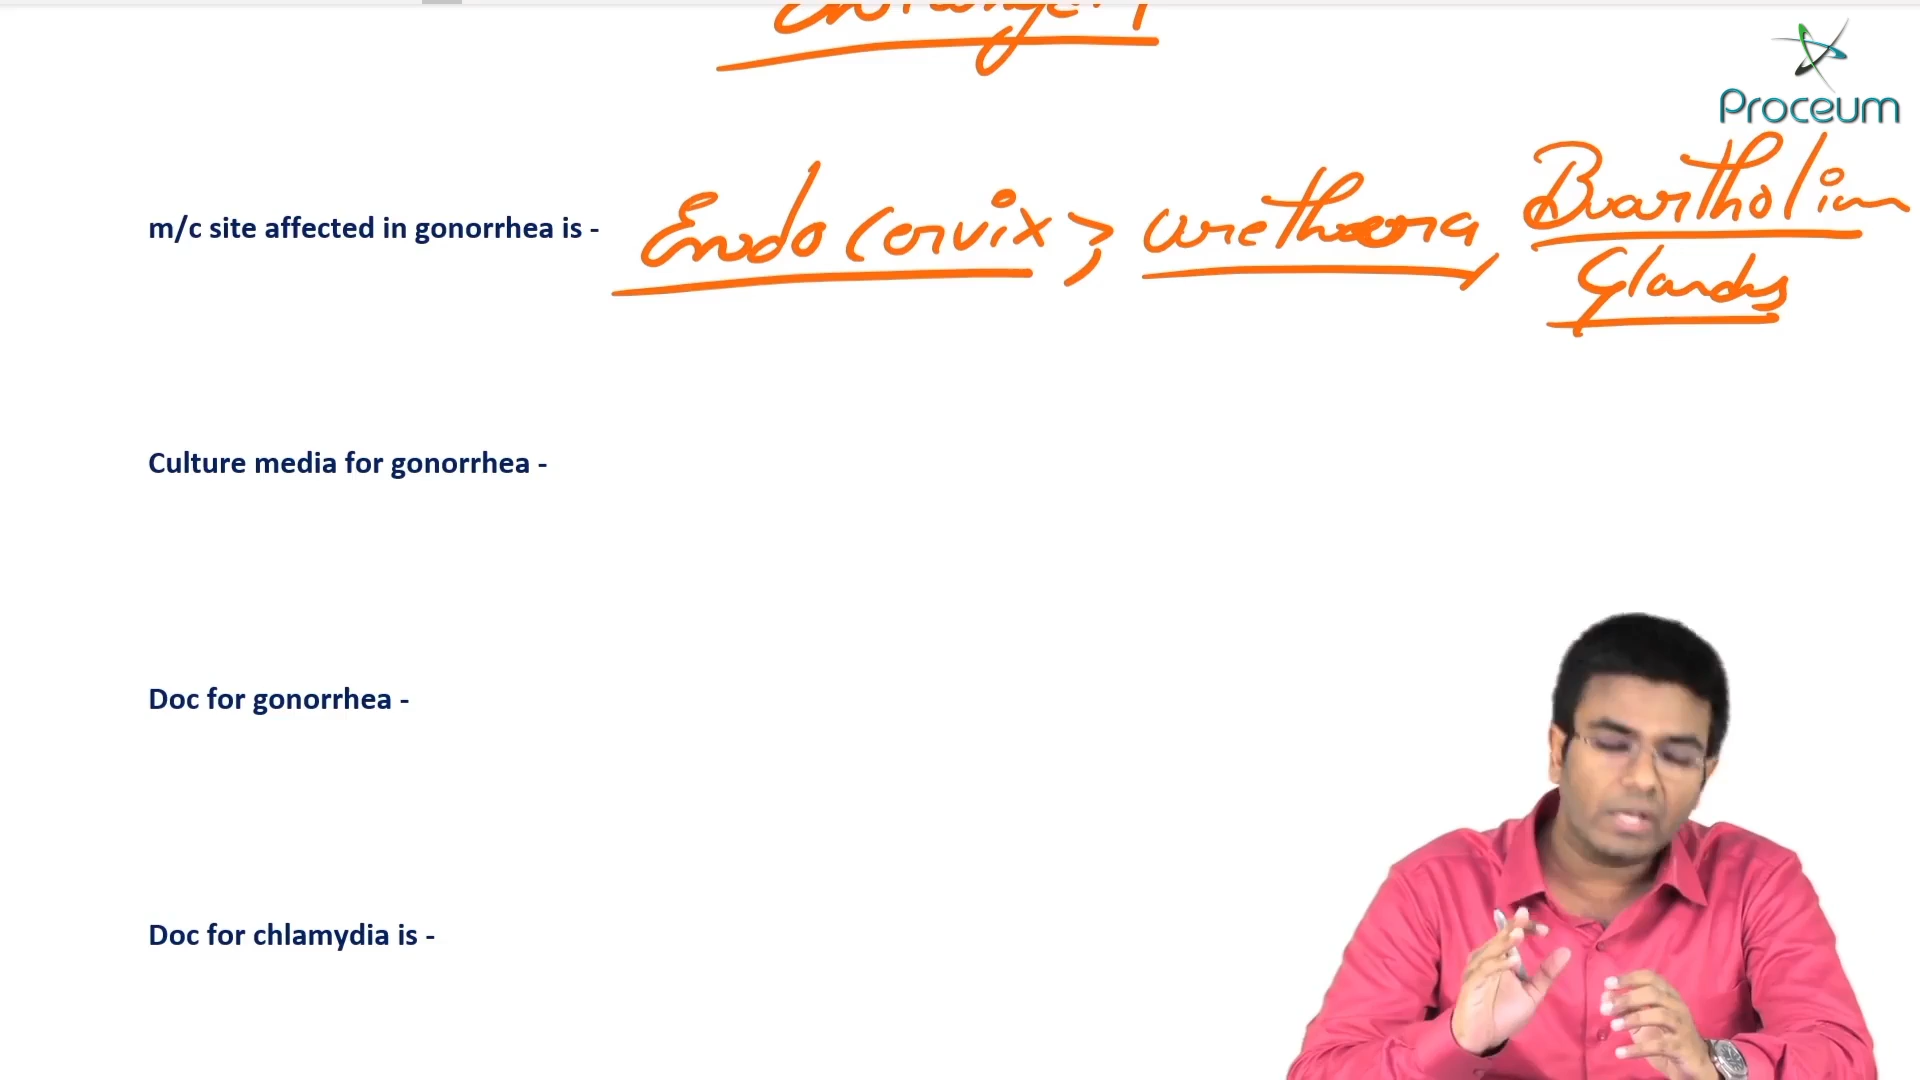 Proceum
m/c site affected in gonorrhea is - Endo Cervix > urethra, Bartholin
Glands
Culture media for gonorrhea -
Doc for gonorrhea -
Doc for chlamydia is -